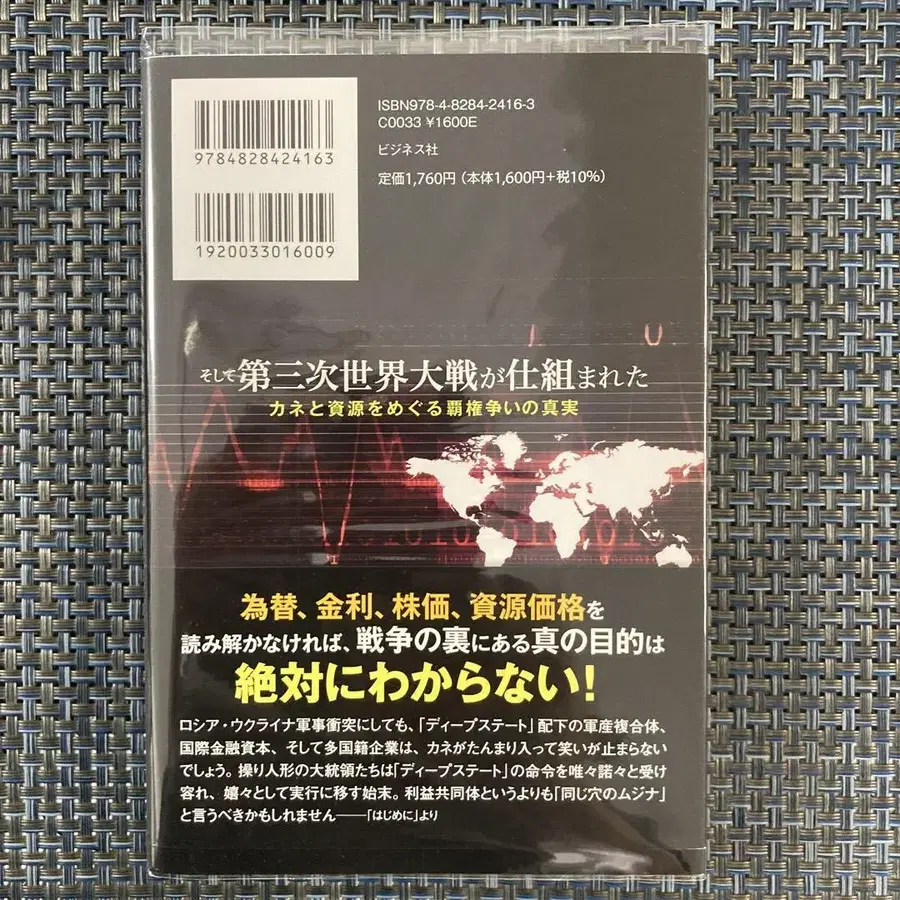 ISBN978-4-8284-2416-3
C0033 ¥1600E
ビジネス社
定価1,760円(本体1,600円+税10%)
9784828424163
1920033016009
そして第三次世界大戦が仕組まれた
カネと資源をめぐる覇権争いの真実
為替、金利、株価、資源価格を
読み解かなければ、戦争の裏にある真の目的は
絶対にわからない!
ロシア・ウクライナ軍事衝突にしても、「ディープステート」配下の軍産複合体、
国際金融資本、そして多国籍企業は、カネがたんまり入って笑いが止まらない
でしょう。操り人形の大統領たちは「ディープステート」の命令を唯々諾々と受け
容れ、嬉々として実行に移す始末。利益共同体というよりも「同じ穴のムジナ」
と言うべきかもしれません——「はじめに」より